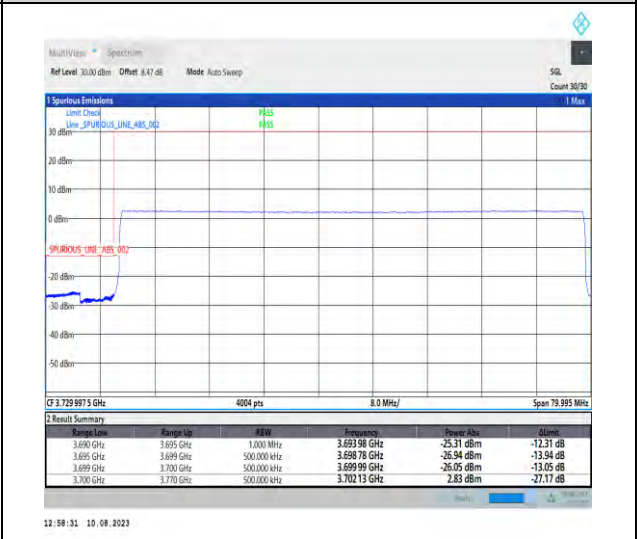 MultiView Spectrum
Ref Level 30.00 dBm Offset 8.47 dB Mode Auto Sweep SGL
Count 30/30
1 Spurious Emissions 1 Max
Limit Check PASS
Line _SPURIOUS_LINE_ABS_002 PASS
30 dBm
20 dBm
10 dBm
0 dBm
SPURIOUS_LINE_ABS_002
-20 dBm
-30 dBm
-40 dBm
-50 dBm
CF 3.729 997 5 GHz 4004 pts 8.0 MHz/ Span 79.995 MHz
2 Result Summary
Range Low Range Up RBW Frequency Power Abs ΔLimit
3.690 GHz 3.695 GHz 1.000 MHz 3.693 98 GHz -25.31 dBm -12.31 dB
3.695 GHz 3.699 GHz 500.000 kHz 3.698 78 GHz -26.94 dBm -13.94 dB
3.699 GHz 3.700 GHz 500.000 kHz 3.699 99 GHz -26.05 dBm -13.05 dB
3.700 GHz 3.770 GHz 500.000 kHz 3.702 13 GHz 2.83 dBm -27.17 dB
12:58:31 10.08.2023